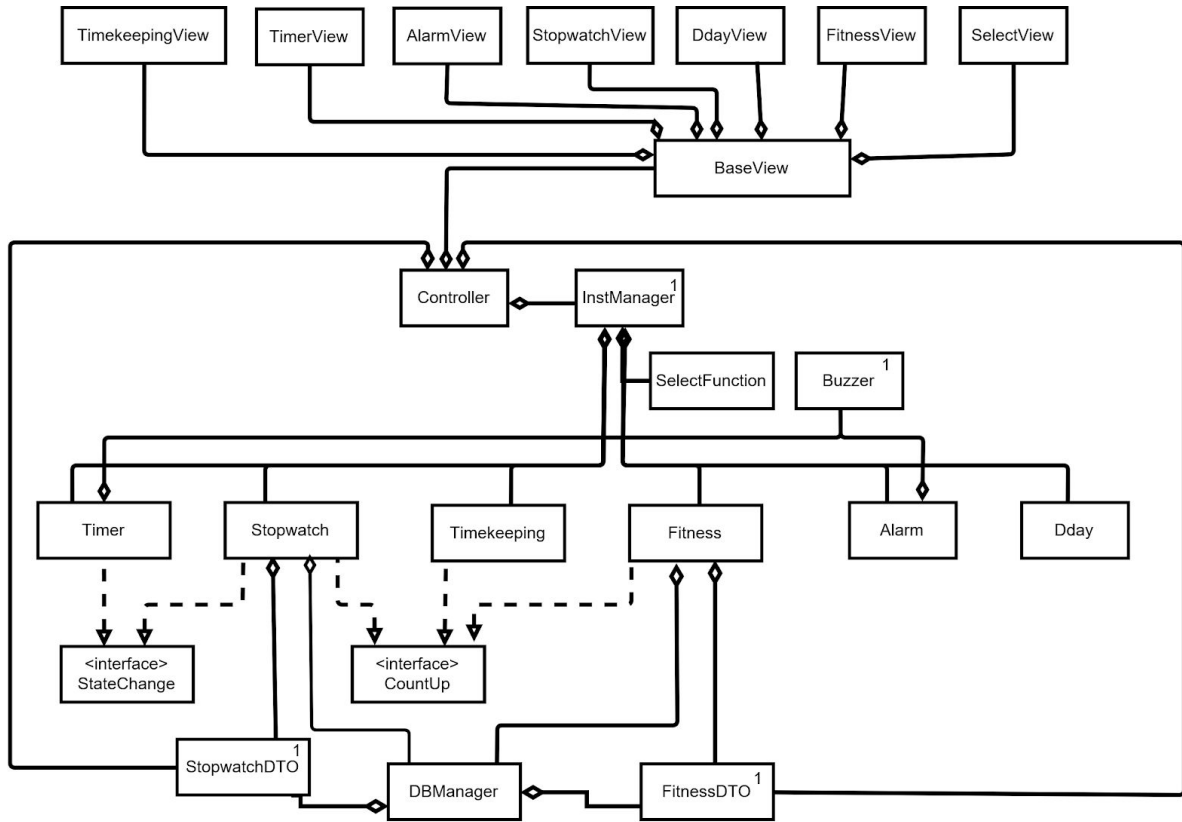 TimekeepingView
TimerView
AlarmView
StopwatchView
DdayView
FitnessView
SelectView
BaseView
Controller
1
InstManager
SelectFunction
1
Buzzer
Timer
Stopwatch
Timekeeping
Fitness
Alarm
Dday
<interface>
StateChange
<interface>
CountUp
1
StopwatchDTO
DBManager
1
FitnessDTO